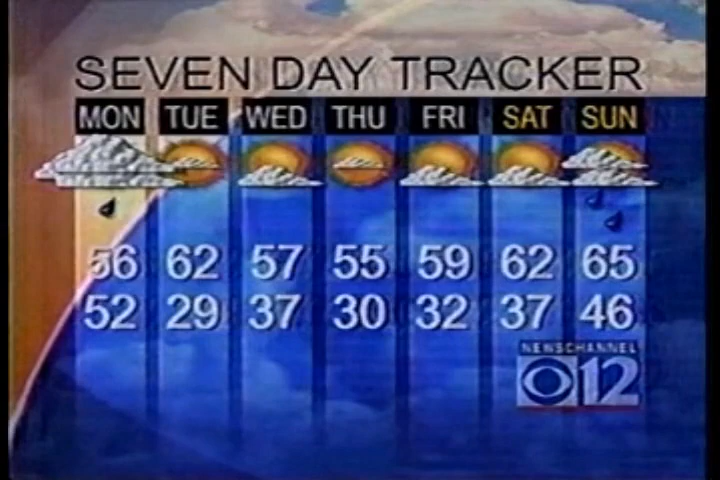 SEVEN DAY TRACKER
MON TUE WED THU FRI SAT SUN
56 62 57 55 59 62 65
52 29 37 30 32 37 46
NEWSCHANNEL
12